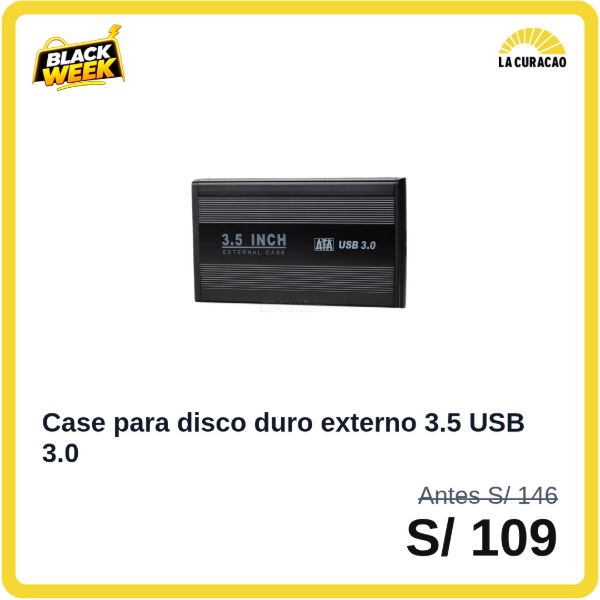 BLACK
WEEK
LA CURACAO
3.5 INCH
EXTERNAL CASE
SATA
USB 3.0
Case para disco duro externo 3.5 USB
3.0
Antes S/ 146
S/ 109